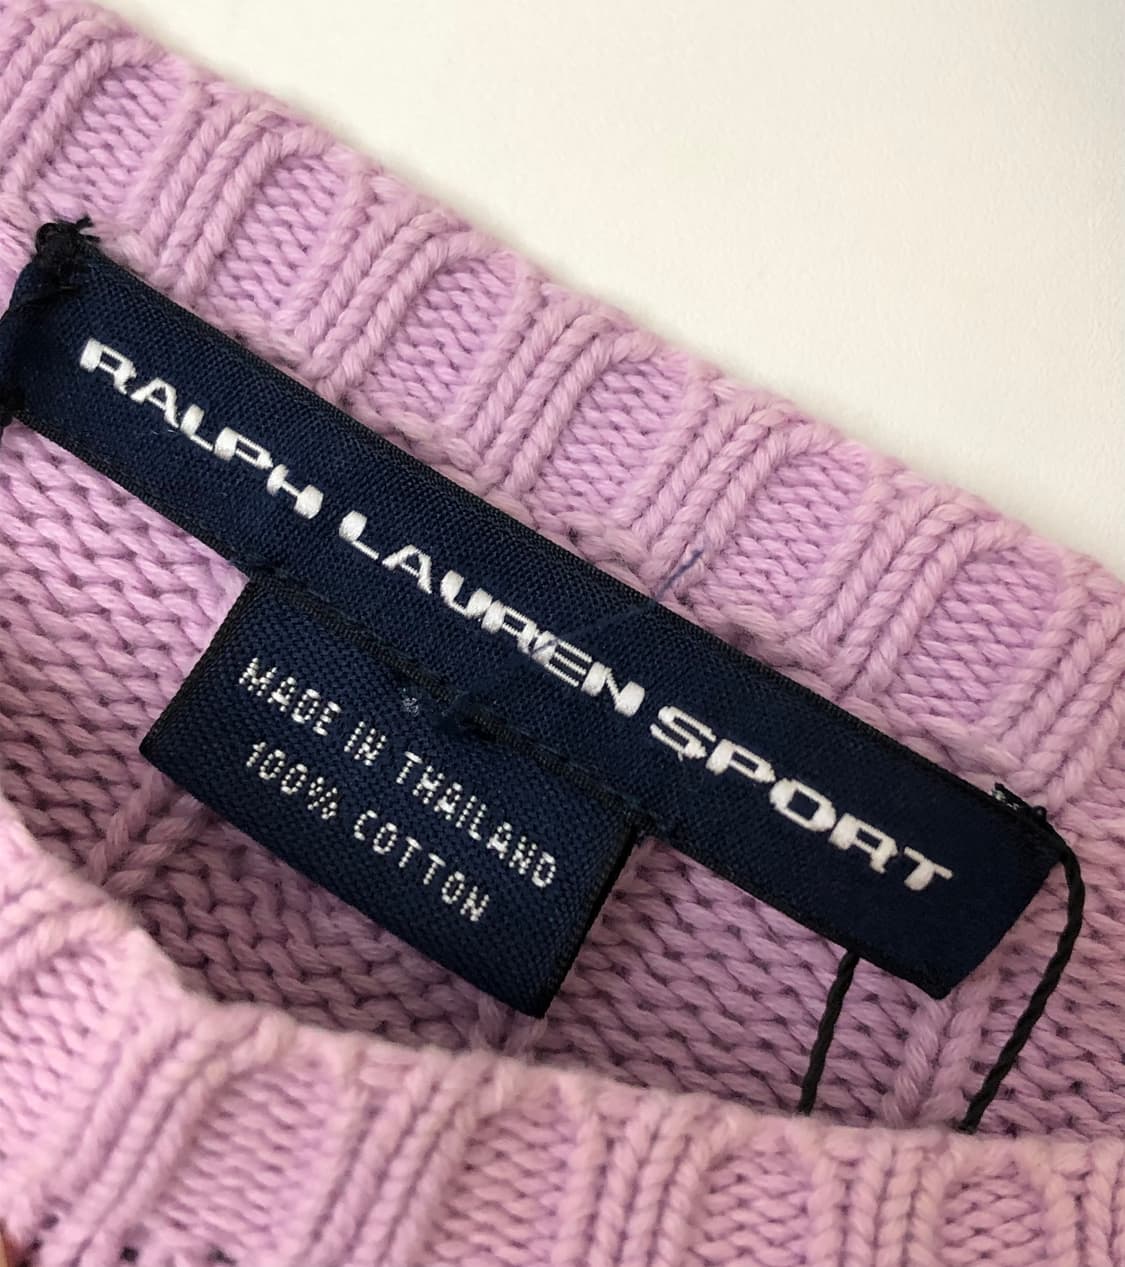 RALPH LAUREN SPORT
MADE IN THAILAND
100% COTTON